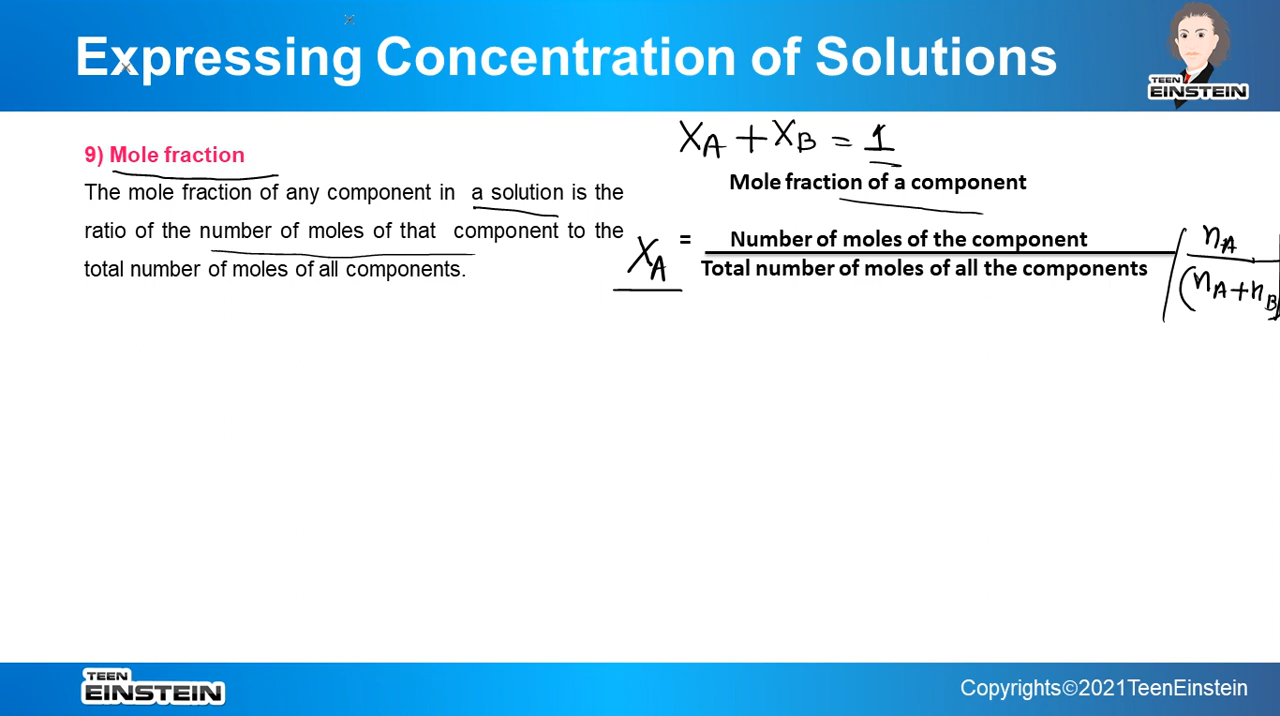 Expressing Concentration of Solutions
TEEN
EINSTEIN
9) Mole fraction
The mole fraction of any component in a solution is the
ratio of the number of moles of that component to the
total number of moles of all components.
XA + XB = 1
Mole fraction of a component
XA = Number of moles of the component
Total number of moles of all the components
nA
(nA+nB
TEEN
EINSTEIN
Copyrights©2021TeenEinstein